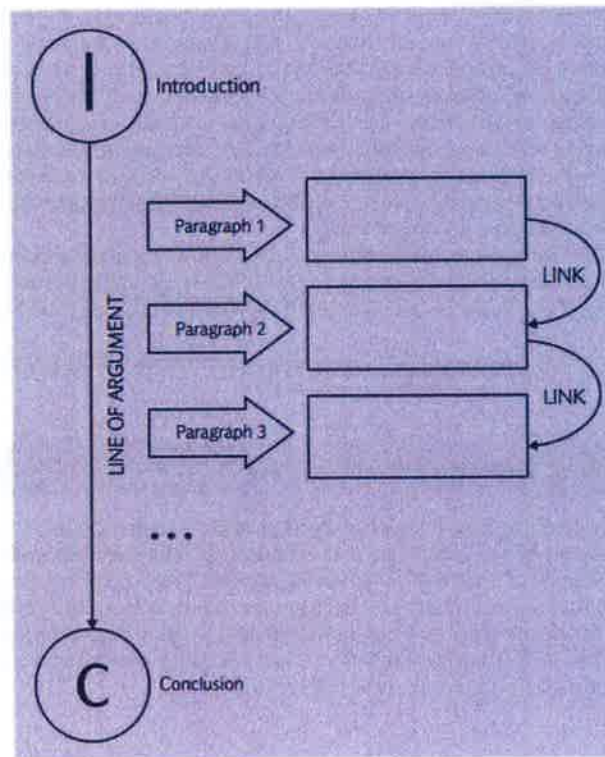 I
Introduction
Paragraph 1
LINK
Paragraph 2
LINE OF ARGUMENT
LINK
Paragraph 3
...
C
Conclusion